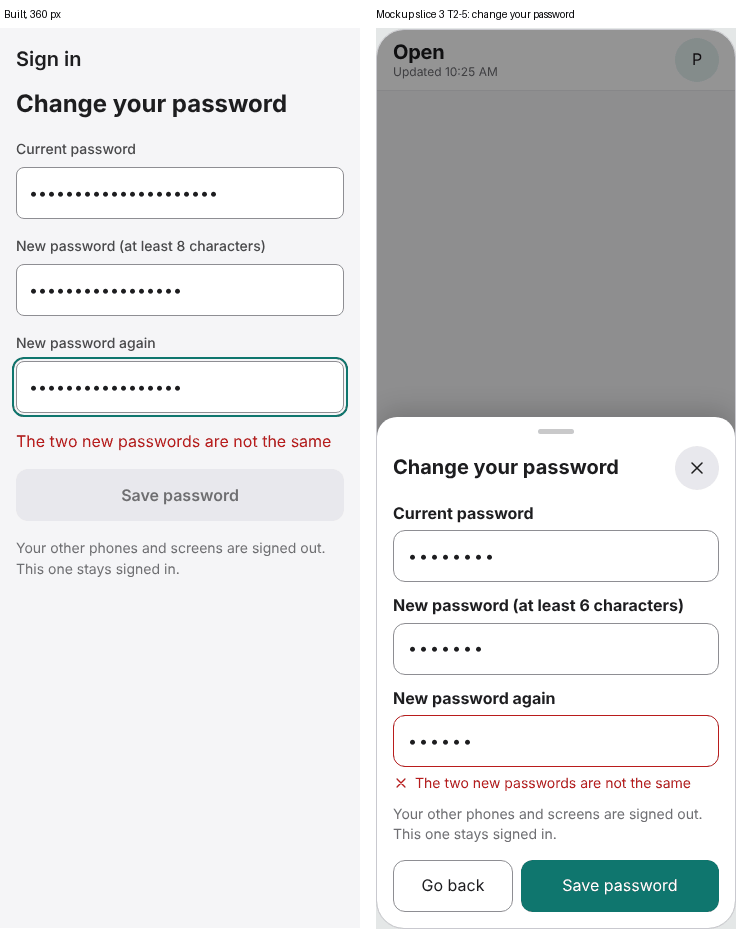 Built, 360 px
Sign in
Change your password
Current password
New password (at least 8 characters)
New password again
The two new passwords are not the same
Save password
Your other phones and screens are signed out.
This one stays signed in.
Mockup slice 3 T2-5: change your password
Open
Updated 10:25 AM
P
Change your password
Current password
New password (at least 6 characters)
New password again
The two new passwords are not the same
Your other phones and screens are signed out.
This one stays signed in.
Go back
Save password